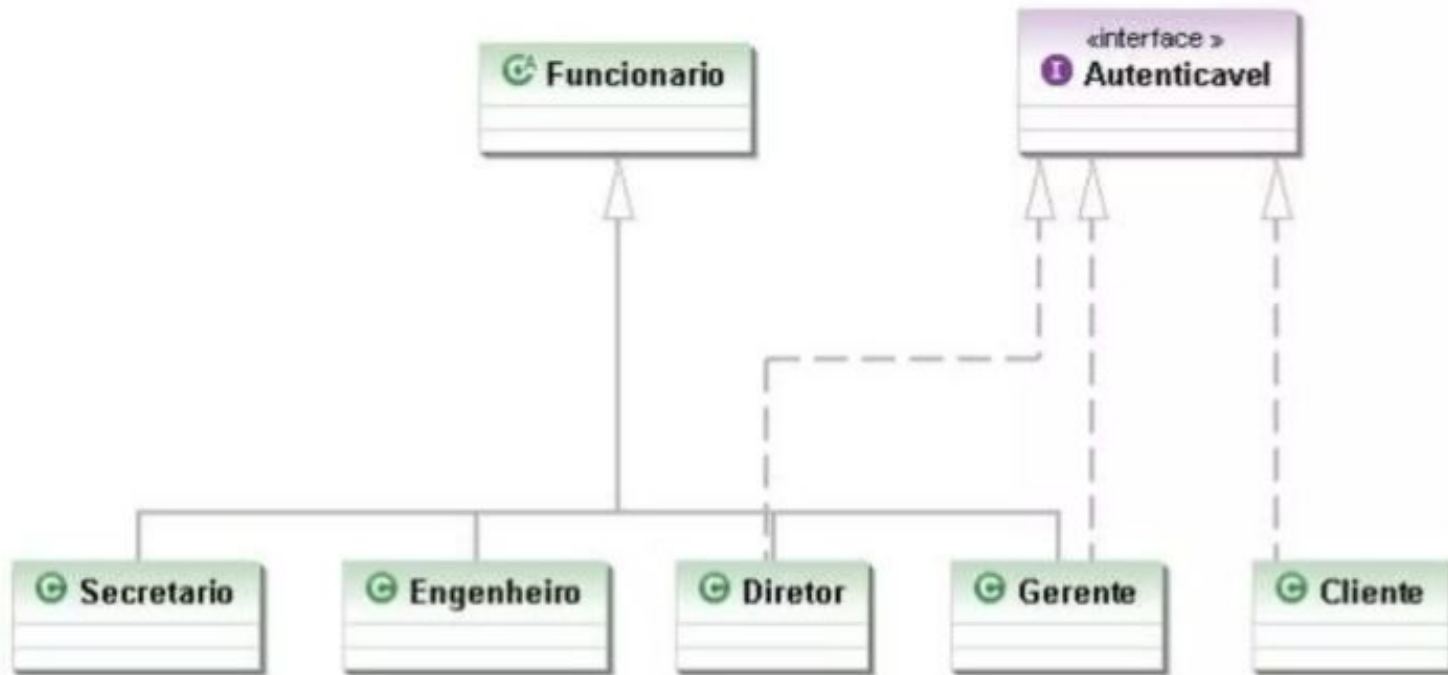 «interface »
Funcionario
Autenticavel
Secretario
Engenheiro
Diretor
Gerente
Cliente